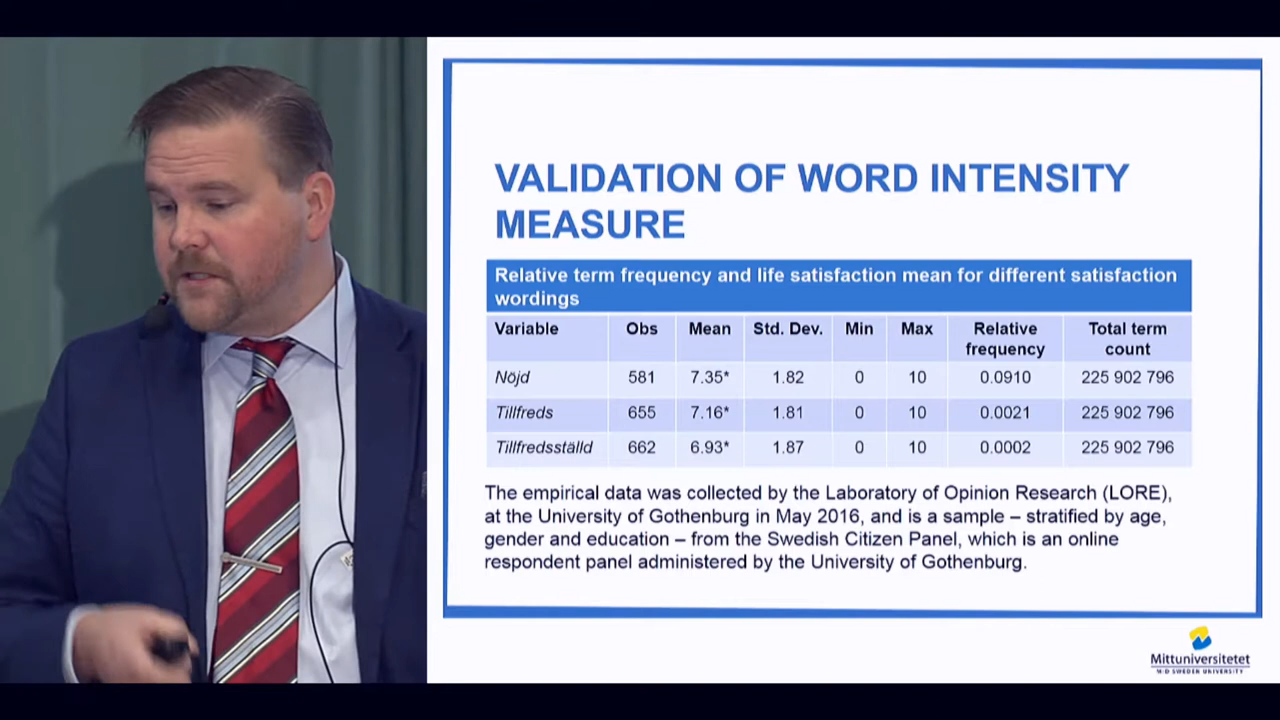 VALIDATION OF WORD INTENSITY
MEASURE
Relative term frequency and life satisfaction mean for different satisfaction
wordings
Variable Obs Mean Std. Dev. Min Max Relative frequency Total term count
Nöjd 581 7.35* 1.82 0 10 0.0910 225 902 796
Tillfreds 655 7.16* 1.81 0 10 0.0021 225 902 796
Tillfredsställd 662 6.93* 1.87 0 10 0.0002 225 902 796
The empirical data was collected by the Laboratory of Opinion Research (LORE),
at the University of Gothenburg in May 2016, and is a sample – stratified by age,
gender and education – from the Swedish Citizen Panel, which is an online
respondent panel administered by the University of Gothenburg.
Mittuniversitetet
MID SWEDEN UNIVERSITY